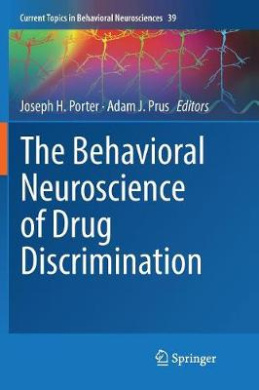 Current Topics in Behavioral Neurosciences 39
Joseph H. Porter · Adam J. Prus Editors
The Behavioral
Neuroscience
of Drug
Discrimination
Springer